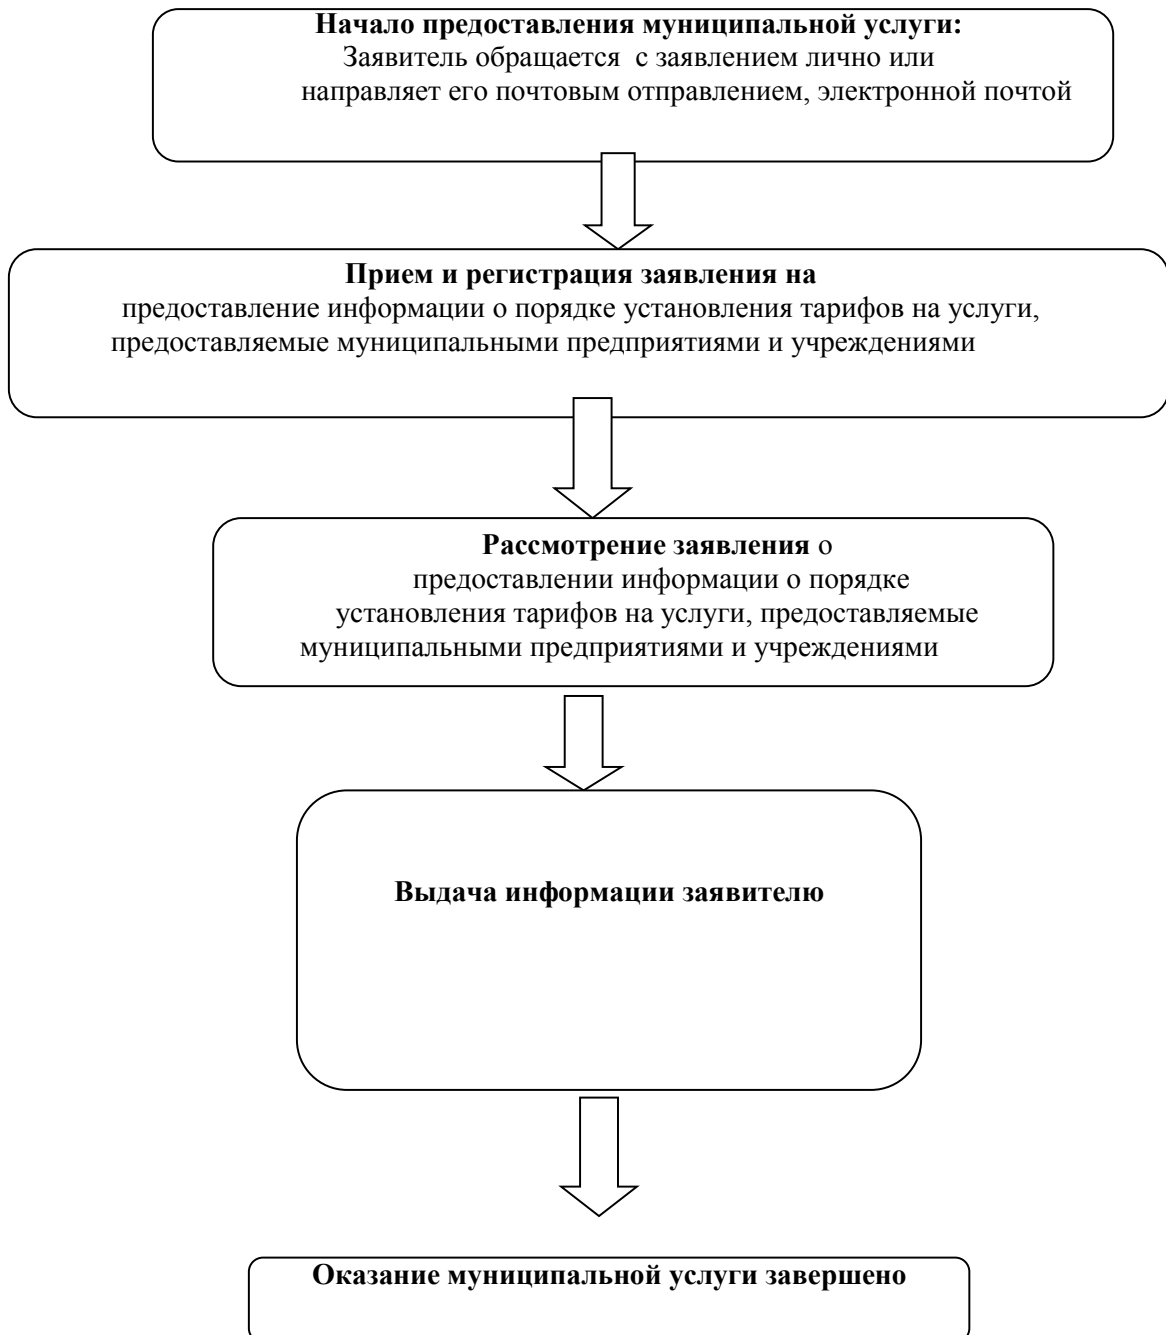 Начало предоставления муниципальной услуги:
Заявитель обращается с заявлением лично или
направляет его почтовым отправлением, электронной почтой
Прием и регистрация заявления на
предоставление информации о порядке установления тарифов на услуги,
предоставляемые муниципальными предприятиями и учреждениями
Рассмотрение заявления о
предоставлении информации о порядке
установления тарифов на услуги, предоставляемые
муниципальными предприятиями и учреждениями
Выдача информации заявителю
Оказание муниципальной услуги завершено